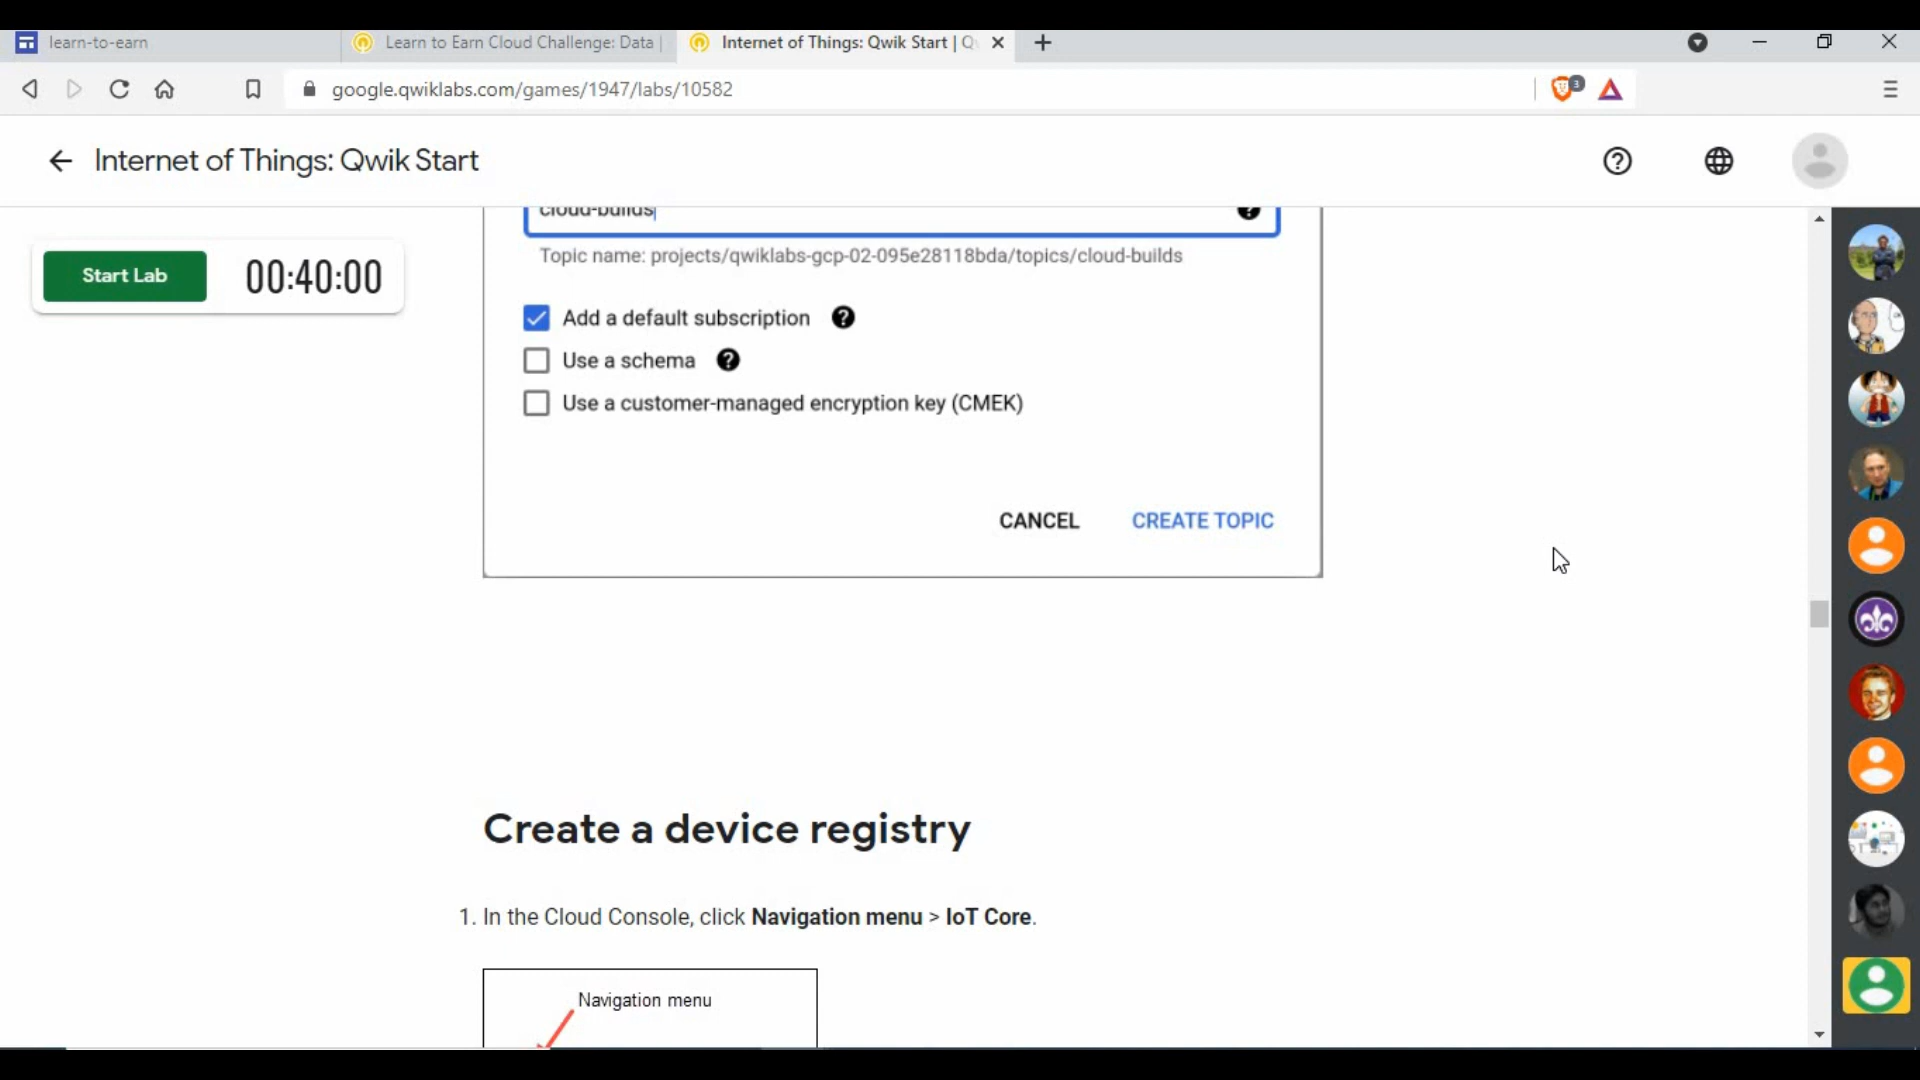 learn-to-earn
Learn to Earn Cloud Challenge: Data |
Internet of Things: Qwik Start | Q
google.qwiklabs.com/games/1947/labs/10582
3
Internet of Things: Qwik Start
cloud-builds
Start Lab
00:40:00
Topic name: projects/qwiklabs-gcp-02-095e28118bda/topics/cloud-builds
Add a default subscription
Use a schema
Use a customer-managed encryption key (CMEK)
CANCEL
CREATE TOPIC
Create a device registry
1. In the Cloud Console, click Navigation menu > IoT Core.
Navigation menu